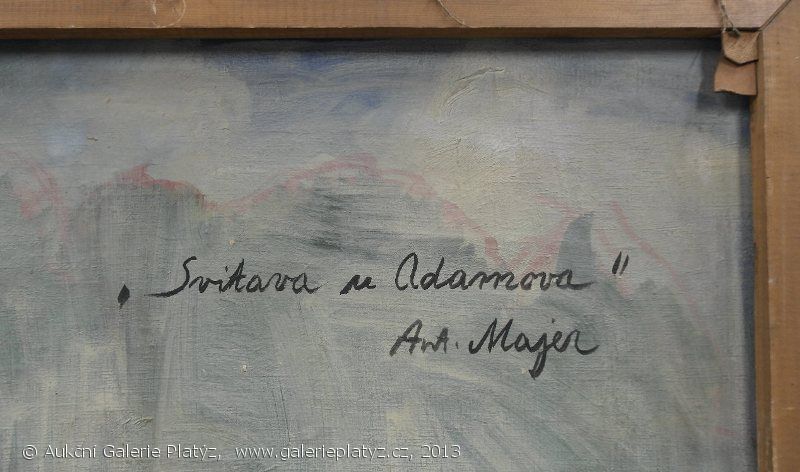 „Svitava u Adamova"
Ant. Majer
© Aukční Galerie Platýz, www.galerieplatyz.cz, 2013